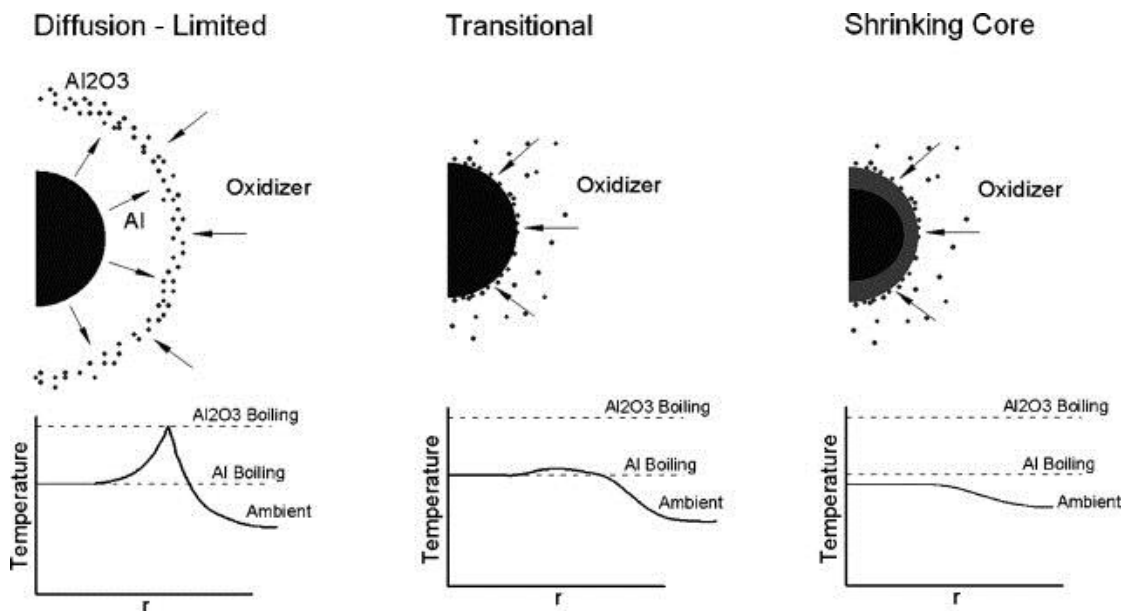 Diffusion - Limited
Al2O3
Oxidizer
Al
Al2O3 Boiling
Al Boiling
Ambient
Temperature
r
Transitional
Oxidizer
Al2O3 Boiling
Al Boiling
Ambient
Temperature
r
Shrinking Core
Oxidizer
Al2O3 Boiling
Al Boiling
Ambient
Temperature
r